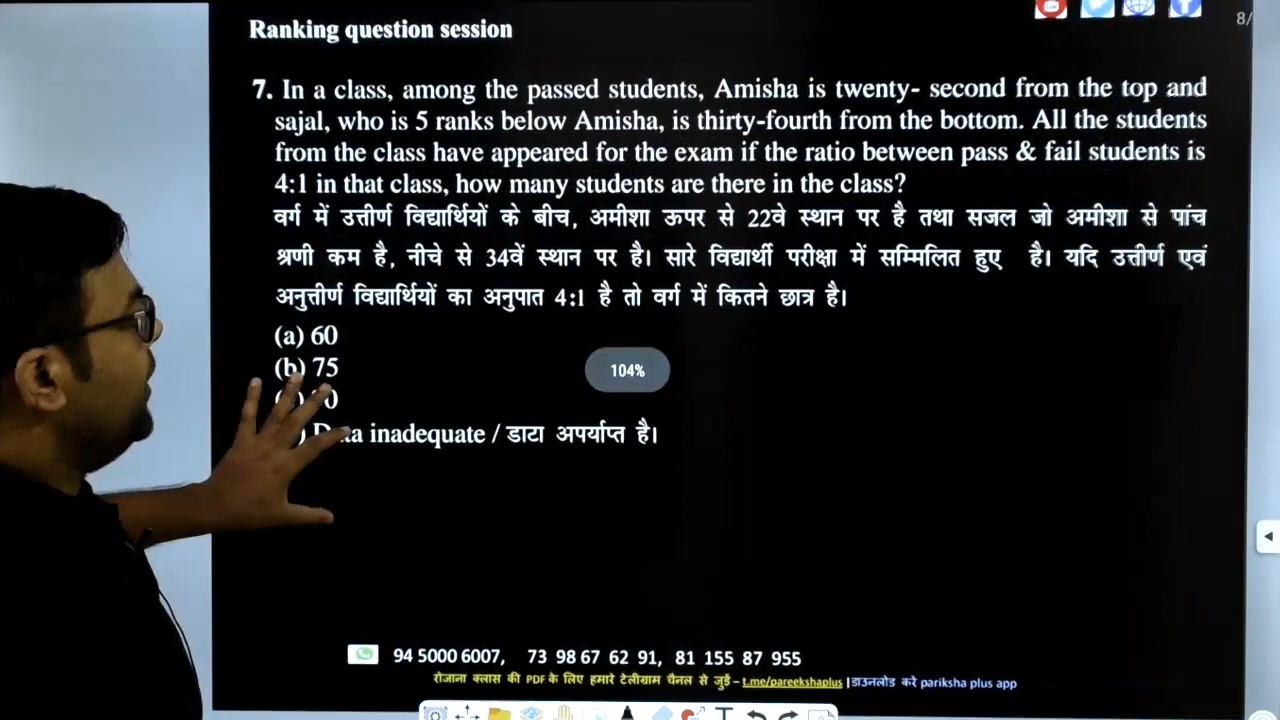 8/
Ranking question session
7. In a class, among the passed students, Amisha is twenty- second from the top and
sajal, who is 5 ranks below Amisha, is thirty-fourth from the bottom. All the students
from the class have appeared for the exam if the ratio between pass & fail students is
4:1 in that class, how many students are there in the class?
वर्ग में उत्तीर्ण विद्यार्थियों के बीच, अमीशा ऊपर से 22वे स्थान पर है तथा सजल जो अमीशा से पांच
श्रणी कम है, नीचे से 34वें स्थान पर है। सारे विद्यार्थी परीक्षा में सम्मिलित हुए है। यदि उत्तीर्ण एवं
अनुत्तीर्ण विद्यार्थियों का अनुपात 4:1 है तो वर्ग में कितने छात्र है।
(a) 60
(b) 75
104%
inadequate / डाटा अपर्याप्त है।
94 5000 6007, 73 98 67 62 91, 81 155 87 955
रोजाना क्लास की PDF के लिए हमारे टेलीग्राम चैनल से जुड़ें – t.me/pareekshaplus | डाउनलोड करें pariksha plus app